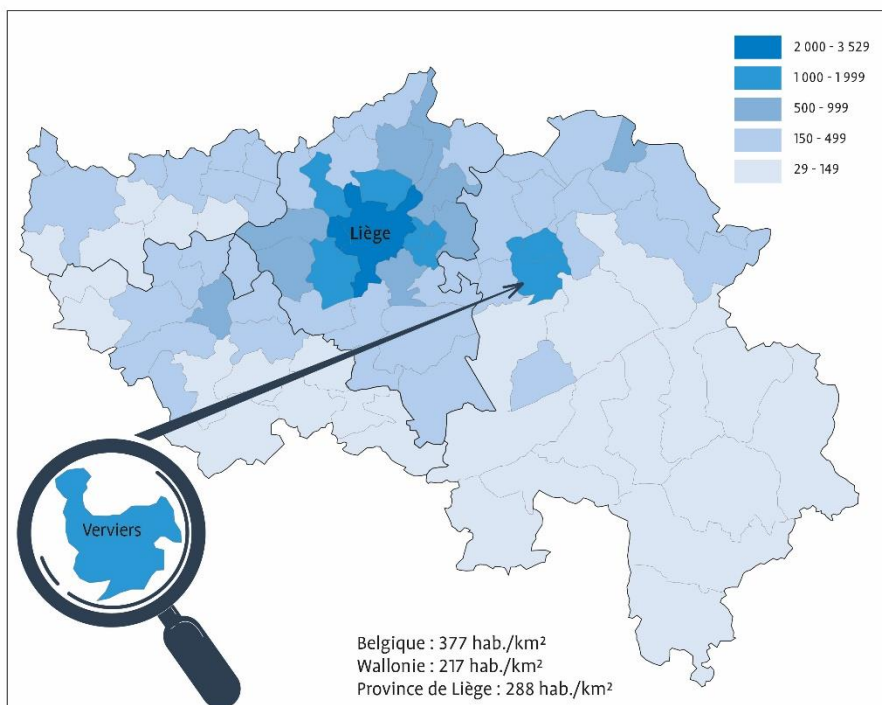 2 000 - 3 529
1 000 - 1 999
500 - 999
150 - 499
29 - 149
Liège
Verviers
Belgique : 377 hab./km²
Wallonie : 217 hab./km²
Province de Liège : 288 hab./km²